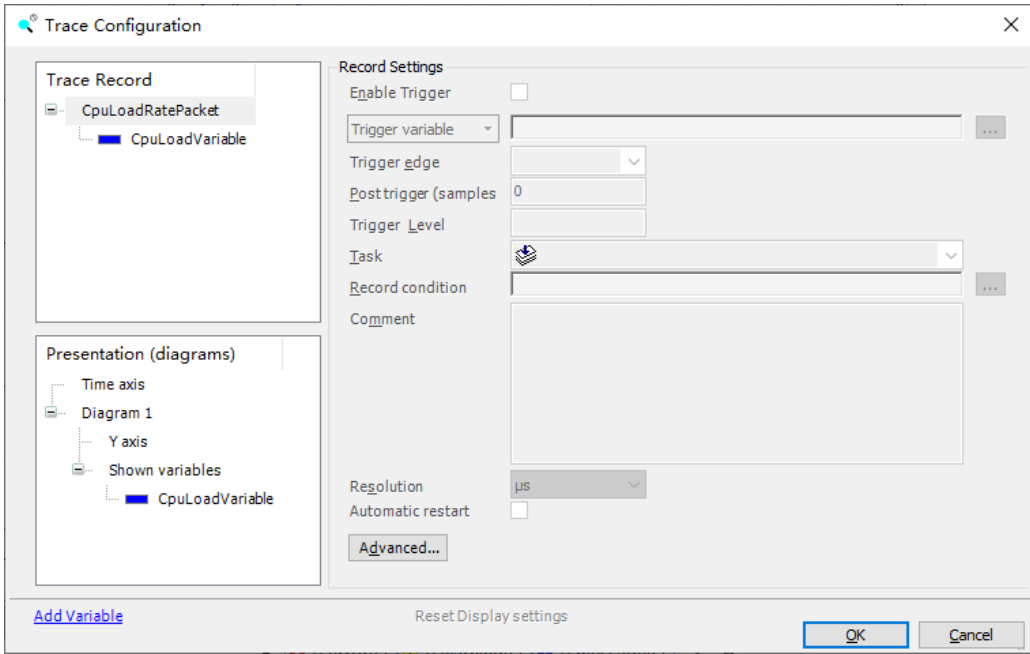 Trace Configuration
Trace Record
CpuLoadRatePacket
CpuLoadVariable
Presentation (diagrams)
Time axis
Diagram 1
Y axis
Shown variables
CpuLoadVariable
Record Settings
Enable Trigger
Trigger variable
...
Trigger edge
Post trigger (samples
0
Trigger Level
Task
Record condition
...
Comment
Resolution
µs
Automatic restart
Advanced...
Add Variable
Reset Display settings
OK
Cancel